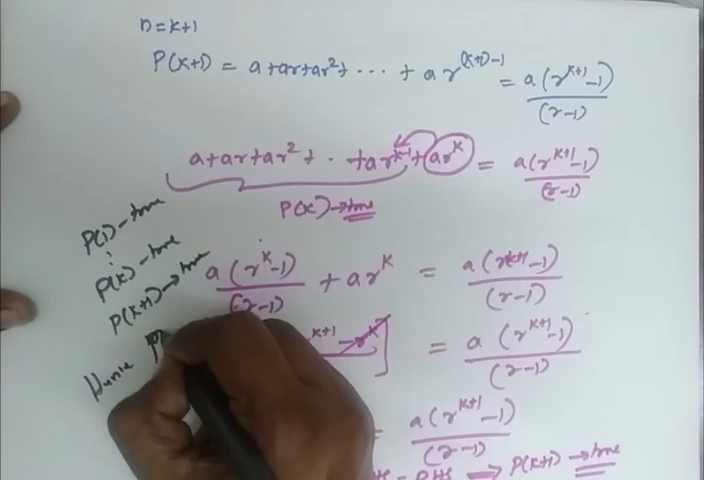 n=k+1
P(k+1) = a+ar+ar²+ ... + ar^(k+1)-1 = a(r^k+1 -1)/(r-1)
a+ar+ar²+ .. +ar^k-1 + ar^k = a(r^k+1 -1)/(r-1)
P(k) → true
P(1) - true
:
P(k) - true
P(k+1) → true
a(r^k -1)/(r-1) + ar^k = a(r^k+1 -1)/(r-1)
k+1 - r^k] = a(r^k+1 -1)/(r-1)
= a(r^k+1 -1)/(r-1)
= RHS ⟹ P(k+1) → true